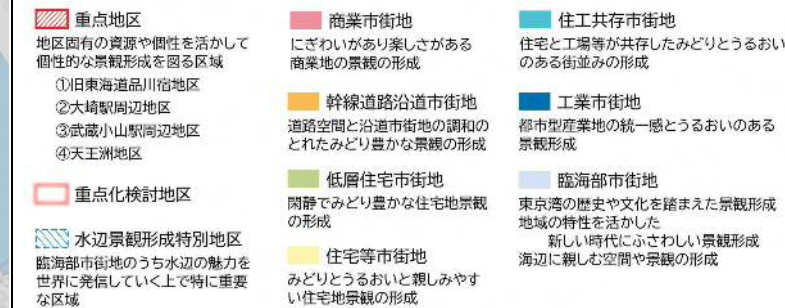 重点地区
地区固有の資源や個性を活かして
個性的な景観形成を図る区域
①旧東海道品川宿地区
②大崎駅周辺地区
③武蔵小山駅周辺地区
④天王洲地区
重点化検討地区
水辺景観形成特別地区
臨海部市街地のうち水辺の魅力を
世界に発信していく上で特に重要
な区域
商業市街地
にぎわいがあり楽しさがある
商業地の景観の形成
幹線道路沿道市街地
道路空間と沿道市街地の調和の
とれたみどり豊かな景観の形成
低層住宅市街地
閑静でみどり豊かな住宅地景観
の形成
住宅等市街地
みどりとうるおいと親しみやす
い住宅地景観の形成
住工共存市街地
住宅と工場等が共存したみどりとうるおい
のある街並みの形成
工業市街地
都市型産業地の統一感とうるおいのある
景観形成
臨海部市街地
東京湾の歴史や文化を踏まえた景観形成
地域の特性を活かした
新しい時代にふさわしい景観形成
海辺に親しむ空間や景観の形成